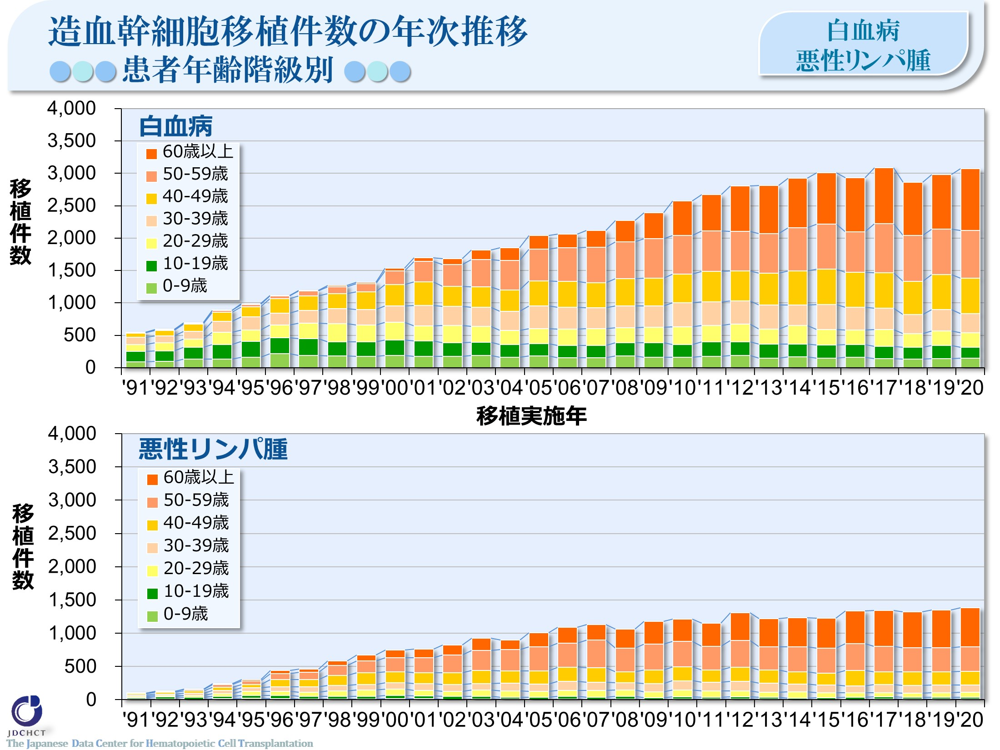 造血幹細胞移植件数の年次推移
患者年齢階級別
白血病
悪性リンパ腫
4,000
3,500
3,000
2,500
2,000
1,500
1,000
500
0
移植件数
白血病
60歳以上
50-59歳
40-49歳
30-39歳
20-29歳
10-19歳
0-9歳
'91 '92 '93 '94 '95 '96 '97 '98 '99 '00 '01 '02 '03 '04 '05 '06 '07 '08 '09 '10 '11 '12 '13 '14 '15 '16 '17 '18 '19 '20
移植実施年
4,000
3,500
3,000
2,500
2,000
1,500
1,000
500
0
移植件数
悪性リンパ腫
60歳以上
50-59歳
40-49歳
30-39歳
20-29歳
10-19歳
0-9歳
'91 '92 '93 '94 '95 '96 '97 '98 '99 '00 '01 '02 '03 '04 '05 '06 '07 '08 '09 '10 '11 '12 '13 '14 '15 '16 '17 '18 '19 '20
JDCHCT
The Japanese Data Center for Hematopoietic Cell Transplantation